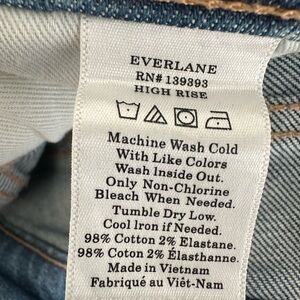 EVERLANE
RN# 139393
HIGH RISE
Machine Wash Cold
With Like Colors
Wash Inside Out.
Only Non-Chlorine
Bleach When Needed.
Tumble Dry Low.
Cool Iron if Needed.
98% Cotton 2% Elastane.
98% Cotton 2% Élasthanne.
Made in Vietnam
Fabriqué au Viêt-Nam